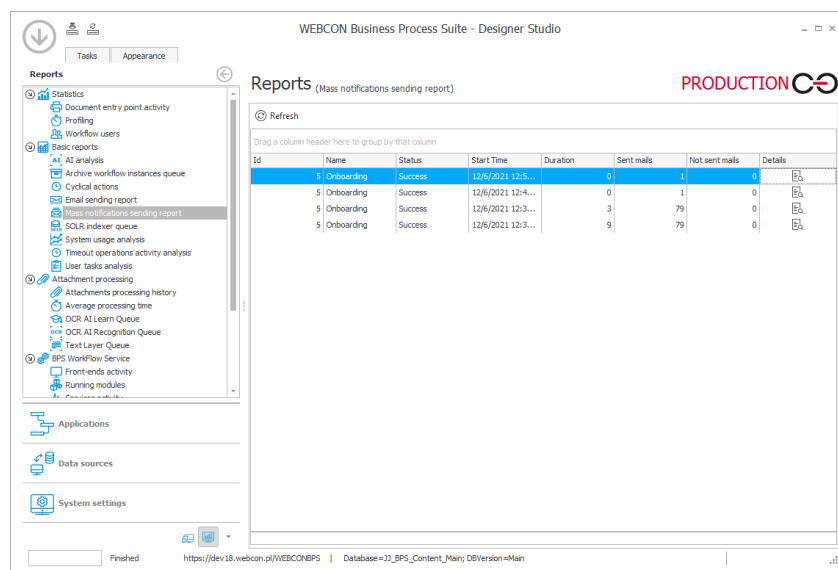 WEBCON Business Process Suite - Designer Studio
Tasks Appearance
Reports
Statistics
Document entry point activity
Profiling
Workflow users
Basic reports
AI analysis
Archive workflow instances queue
Cyclical actions
Email sending report
Mass notifications sending report
SOLR indexer queue
System usage analysis
Timeout operations activity analysis
User tasks analysis
Attachment processing
Attachments processing history
Average processing time
OCR AI Learn Queue
OCR AI Recognition Queue
Text Layer Queue
BPS WorkFlow Service
Front-ends activity
Running modules
Applications
Data sources
System settings
Reports (Mass notifications sending report)
PRODUCTION
Refresh
Drag a column header here to group by that column
Id Name Status Start Time Duration Sent mails Not sent mails Details
5 Onboarding Success 12/6/2021 12:5... 0 1 0
5 Onboarding Success 12/6/2021 12:4... 0 1 0
5 Onboarding Success 12/6/2021 12:3... 3 79 0
5 Onboarding Success 12/6/2021 12:3... 9 79 0
Finished https://dev18.webcon.pl/WEBCONBPS | Database=JJ_BPS_Content_Main; DBVersion=Main